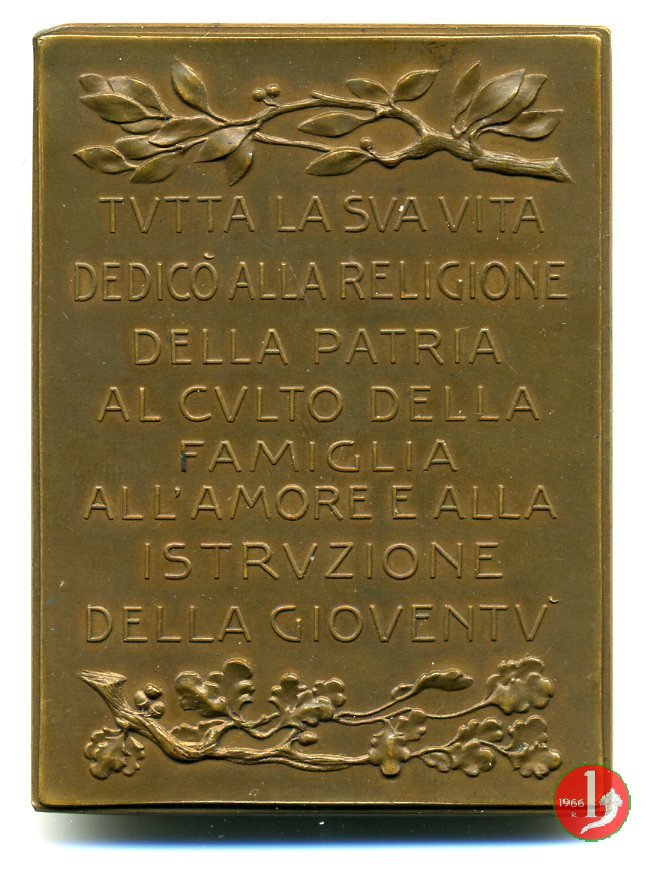 TVTTA LA SVA VITA
DEDICÒ ALLA RELIGIONE
DELLA PATRIA
AL CVLTO DELLA
FAMIGLIA
ALL'AMORE E ALLA
ISTRVZIONE
DELLA GIOVENTV̀
1966
R